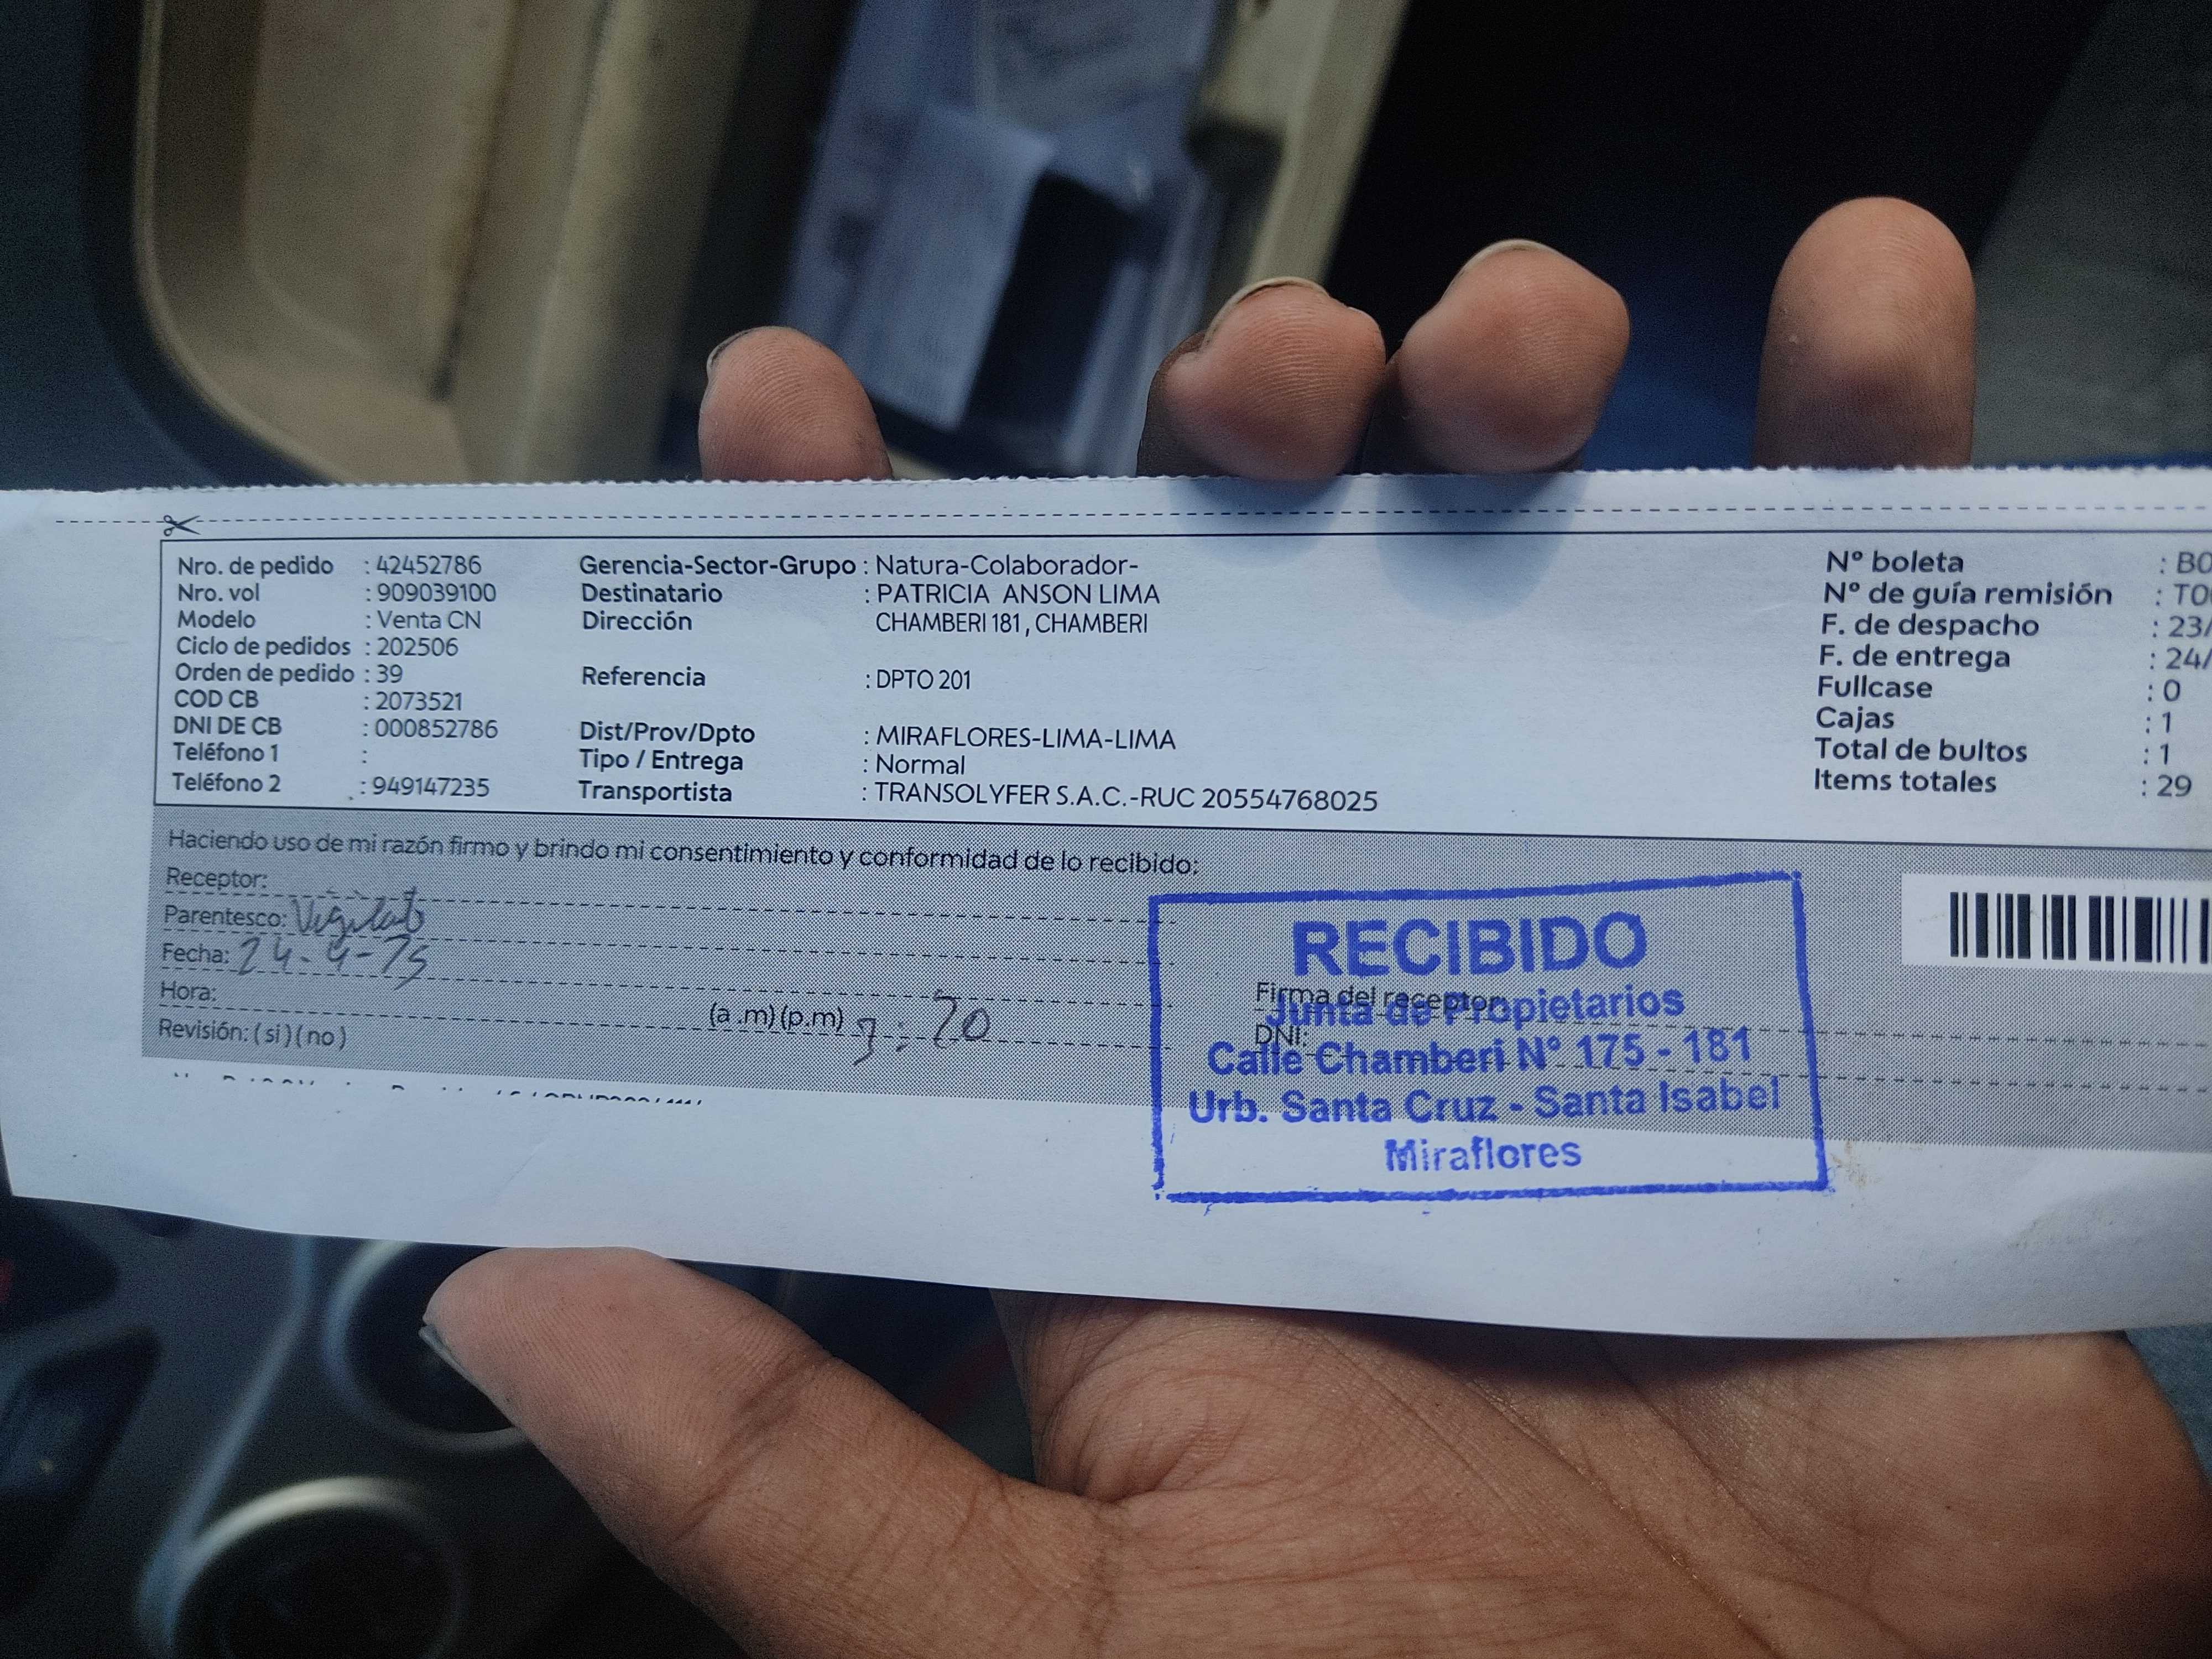 Nro. de pedido : 42452786
Nro. vol : 909039100
Modelo : Venta CN
Ciclo de pedidos : 202506
Orden de pedido : 39
COD CB : 2073521
DNI DE CB : 000852786
Teléfono 1 :
Teléfono 2 : 949147235
Gerencia-Sector-Grupo : Natura-Colaborador-
Destinatario : PATRICIA ANSON LIMA
Dirección CHAMBERI 181, CHAMBERI
Referencia : DPTO 201
Dist/Prov/Dpto : MIRAFLORES-LIMA-LIMA
Tipo / Entrega : Normal
Transportista : TRANSOLYFER S.A.C.-RUC 20554768025
Nº boleta : B0
Nº de guía remisión : T0
F. de despacho : 23/
F. de entrega : 24/
Fullcase : 0
Cajas : 1
Total de bultos : 1
Items totales : 29
Haciendo uso de mi razón firmo y brindo mi consentimiento y conformidad de lo recibido:
Receptor:
Parentesco:
Fecha: 24-4-25
Hora: (a.m)(p.m) :20
Revisión: (si)(no)
Firma del receptor
DNI:
RECIBIDO
Junta de Propietarios
Calle Chamberi Nº 175 - 181
Urb. Santa Cruz - Santa Isabel
Miraflores